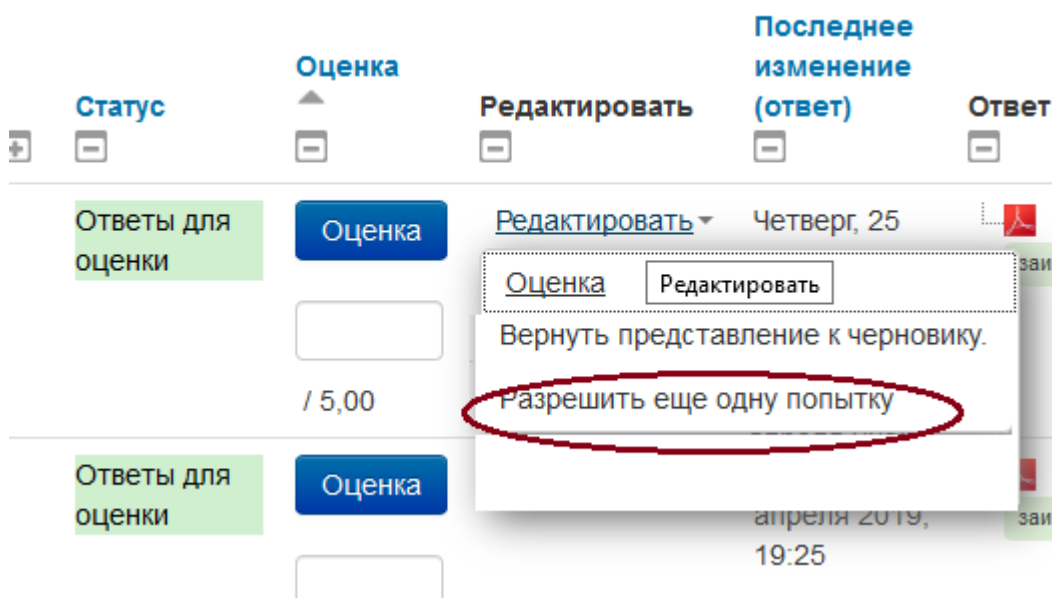 Последнее
изменение
(ответ)
Оценка
Статус
Редактировать
Ответ
Ответы для
оценки
Оценка
Редактировать
Четверг, 25
Оценка
Редактировать
Вернуть представление к черновику.
Разрешить еще одну попытку
/ 5,00
Ответы для
оценки
Оценка
апреля 2019,
19:25